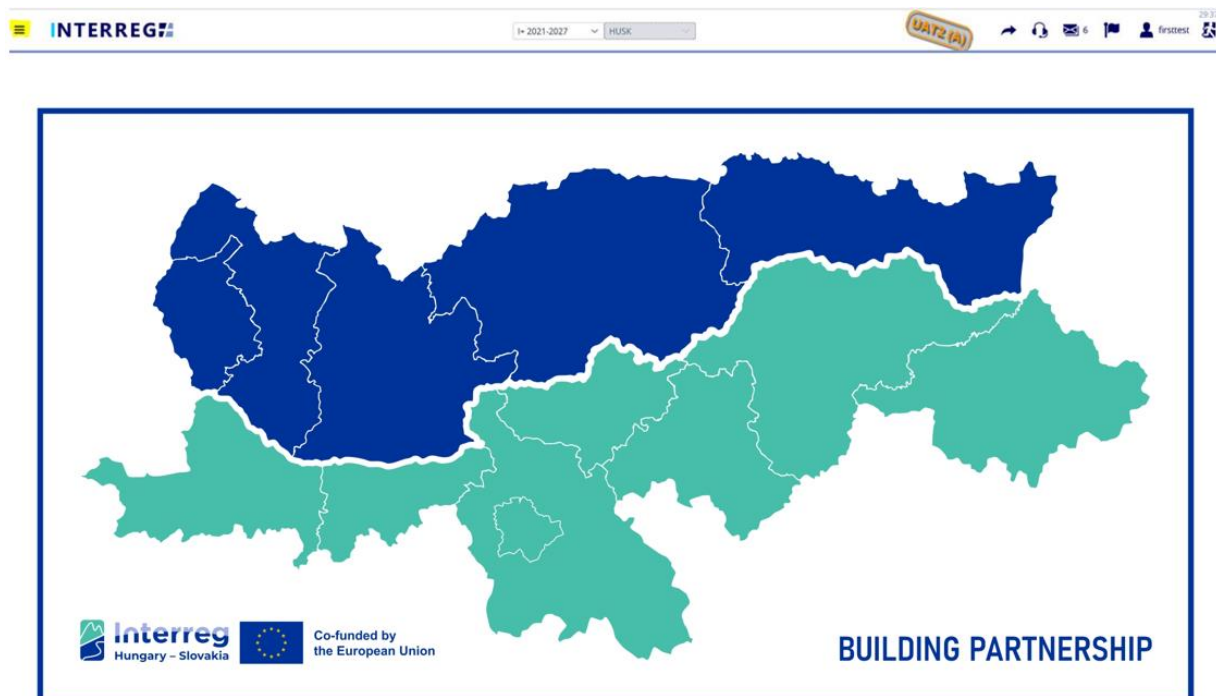 INTERREG
I+ 2021-2027
HUSK
UAT2 (A)
6
firsttest
Interreg
Hungary – Slovakia
Co-funded by
the European Union
BUILDING PARTNERSHIP